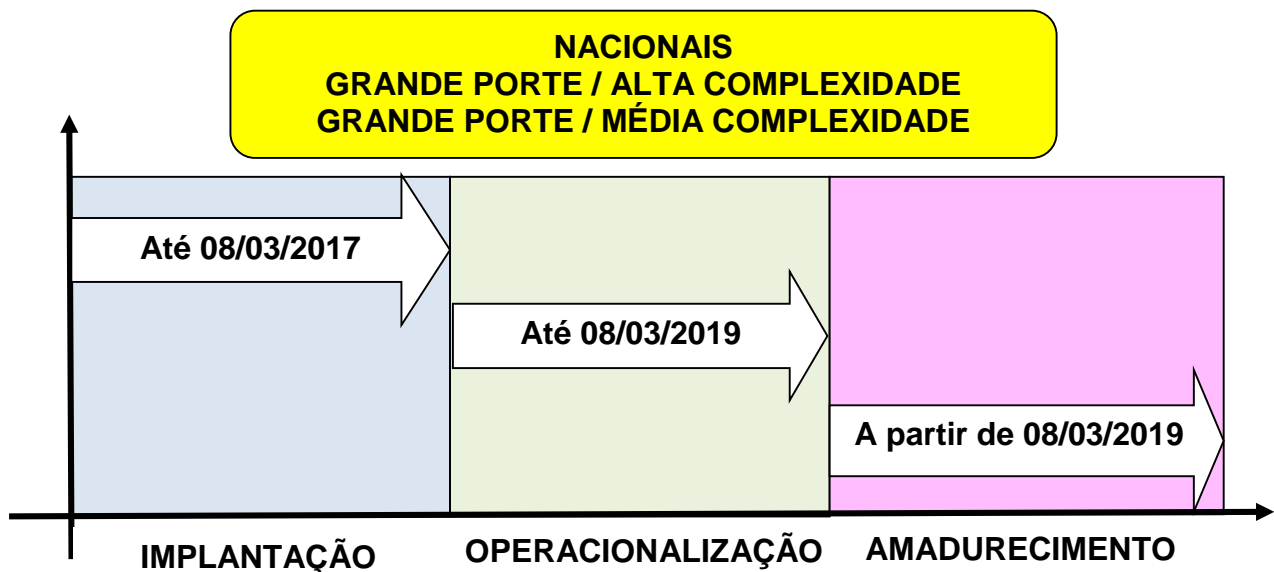 NACIONAIS
GRANDE PORTE / ALTA COMPLEXIDADE
GRANDE PORTE / MÉDIA COMPLEXIDADE
Até 08/03/2017
Até 08/03/2019
A partir de 08/03/2019
IMPLANTAÇÃO
OPERACIONALIZAÇÃO
AMADURECIMENTO